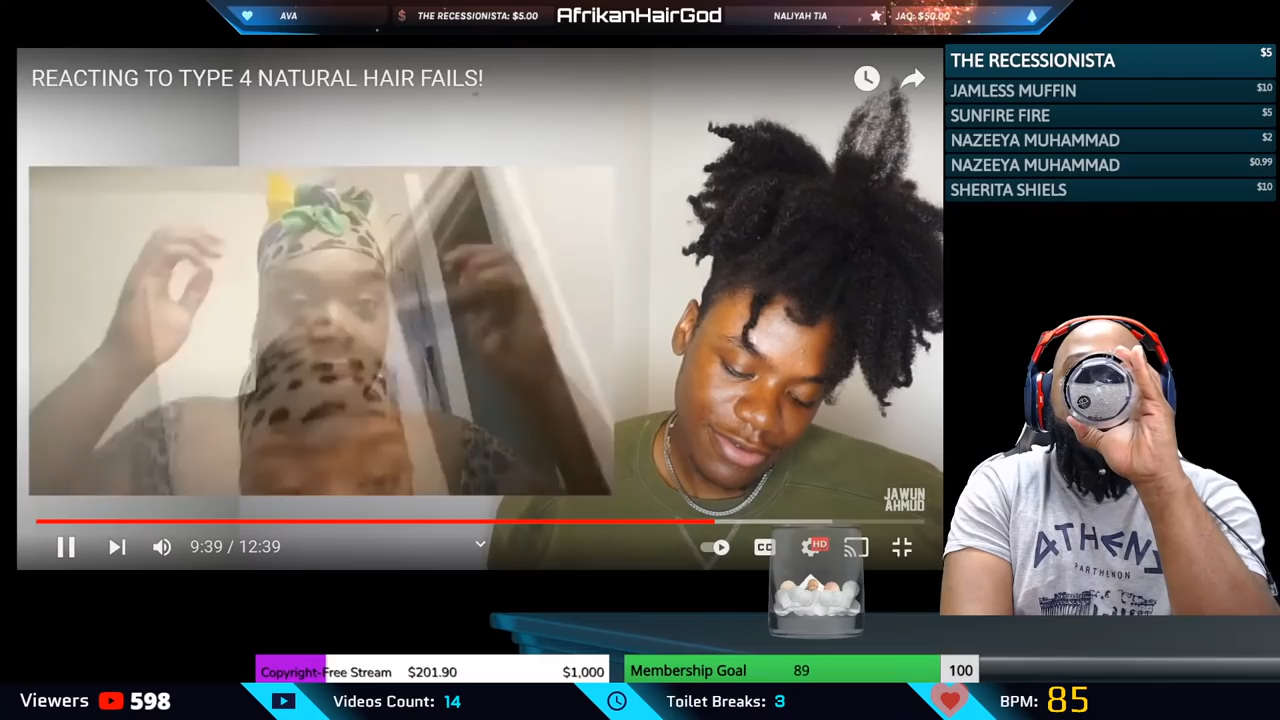 AVA
$ THE RECESSIONISTA: $5.00
AfrikanHairGod
NALIYAH TIA
JAQ: $50.00
REACTING TO TYPE 4 NATURAL HAIR FAILS!
THE RECESSIONISTA $5
JAMLESS MUFFIN $10
SUNFIRE FIRE $5
NAZEEYA MUHAMMAD $2
NAZEEYA MUHAMMAD $0.99
SHERITA SHIELS $10
JAWUN
AHMUD
9:39 / 12:39
CC
HD
ATHENS
PARTHENON
Copyright-Free Stream $201.90 $1,000
Membership Goal 89 100
Viewers 598
Videos Count: 14
Toilet Breaks: 3
BPM: 85